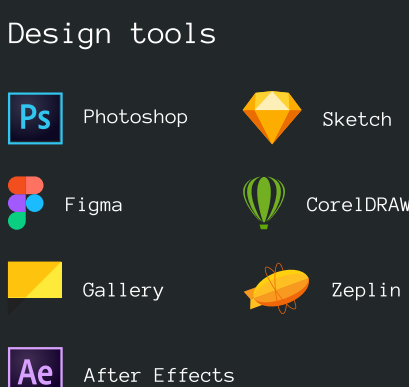 Design tools
Ps Photoshop
Sketch
Figma
CorelDRAW
Gallery
Zeplin
Ae After Effects